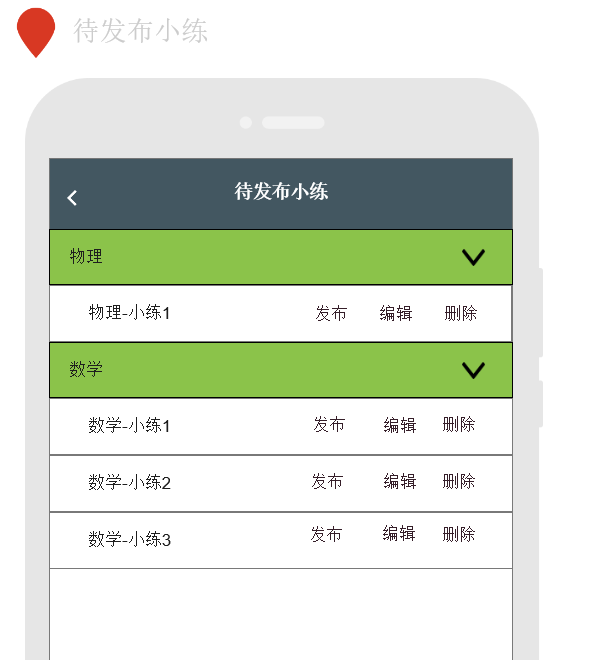 待发布小练
待发布小练
物理
物理-小练1 发布 编辑 删除
数学
数学-小练1 发布 编辑 删除
数学-小练2 发布 编辑 删除
数学-小练3 发布 编辑 删除